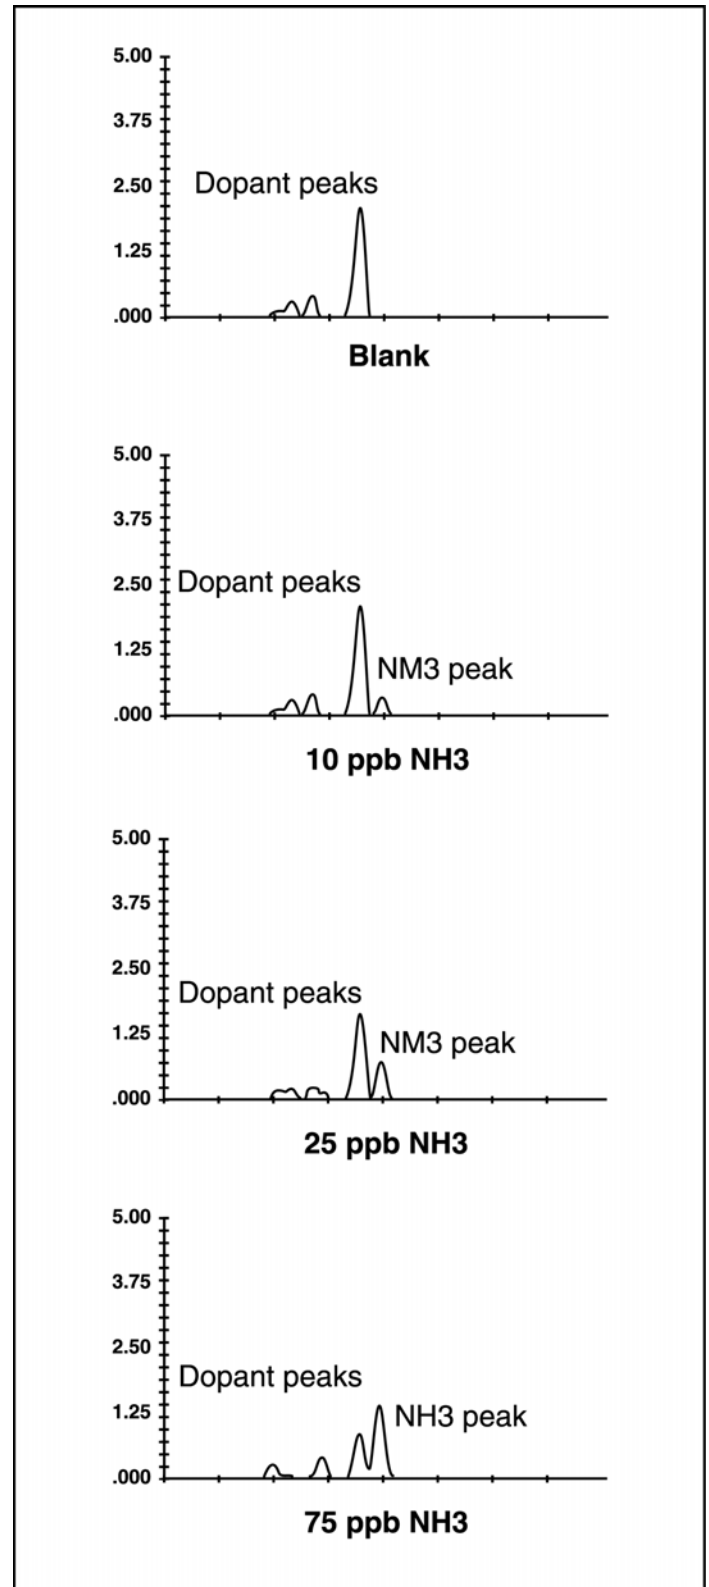 5.00
3.75
2.50
Dopant peaks
1.25
.000
Blank
5.00
3.75
2.50
Dopant peaks
1.25
NM3 peak
.000
10 ppb NH3
5.00
3.75
2.50
Dopant peaks
1.25
NM3 peak
.000
25 ppb NH3
5.00
3.75
2.50
Dopant peaks
1.25
NH3 peak
.000
75 ppb NH3